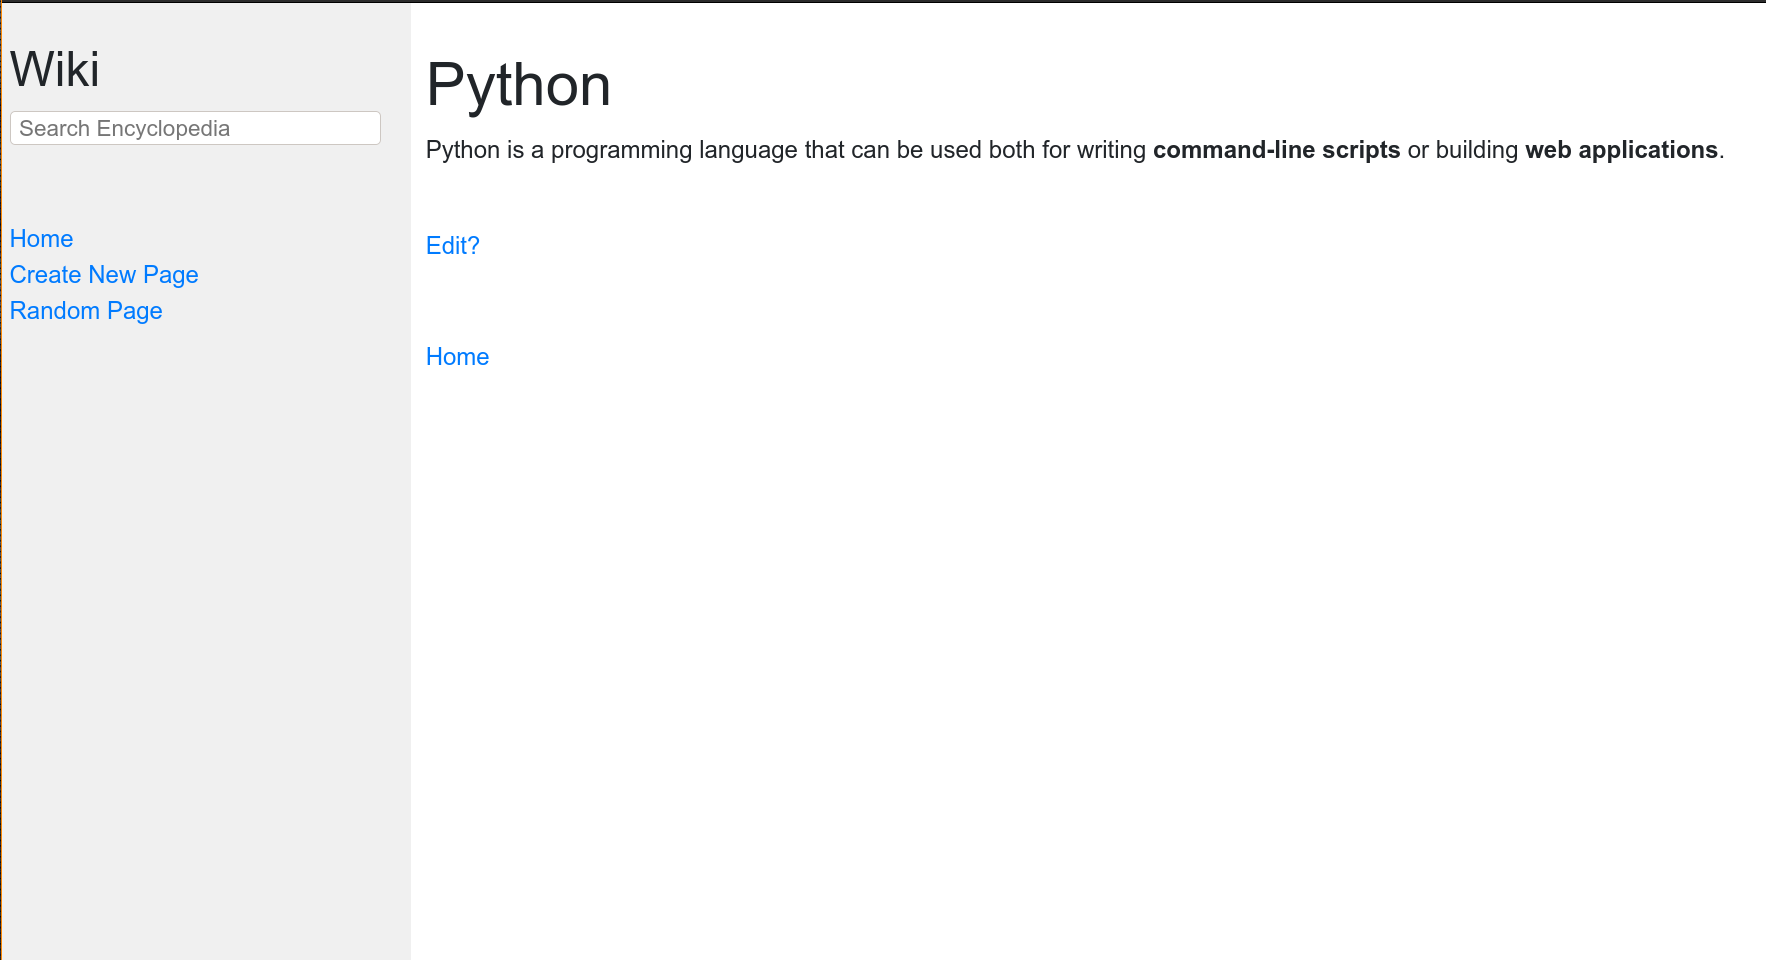 Wiki
Search Encyclopedia
Home
Create New Page
Random Page
Python
Python is a programming language that can be used both for writing command-line scripts or building web applications.
Edit?
Home